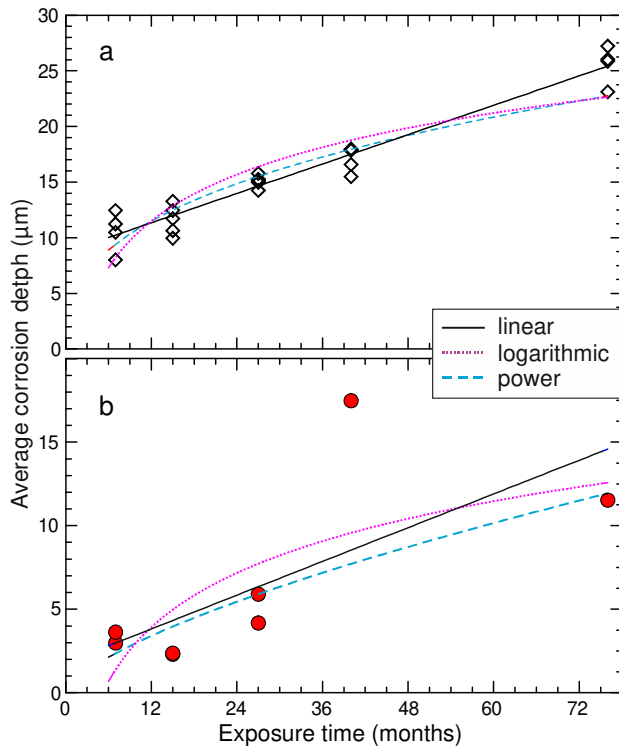 30
a
25
20
15
10
5
0
Average corrosion detph (µm)
linear
logarithmic
power
b
15
10
5
0
0 12 24 36 48 60 72
Exposure time (months)